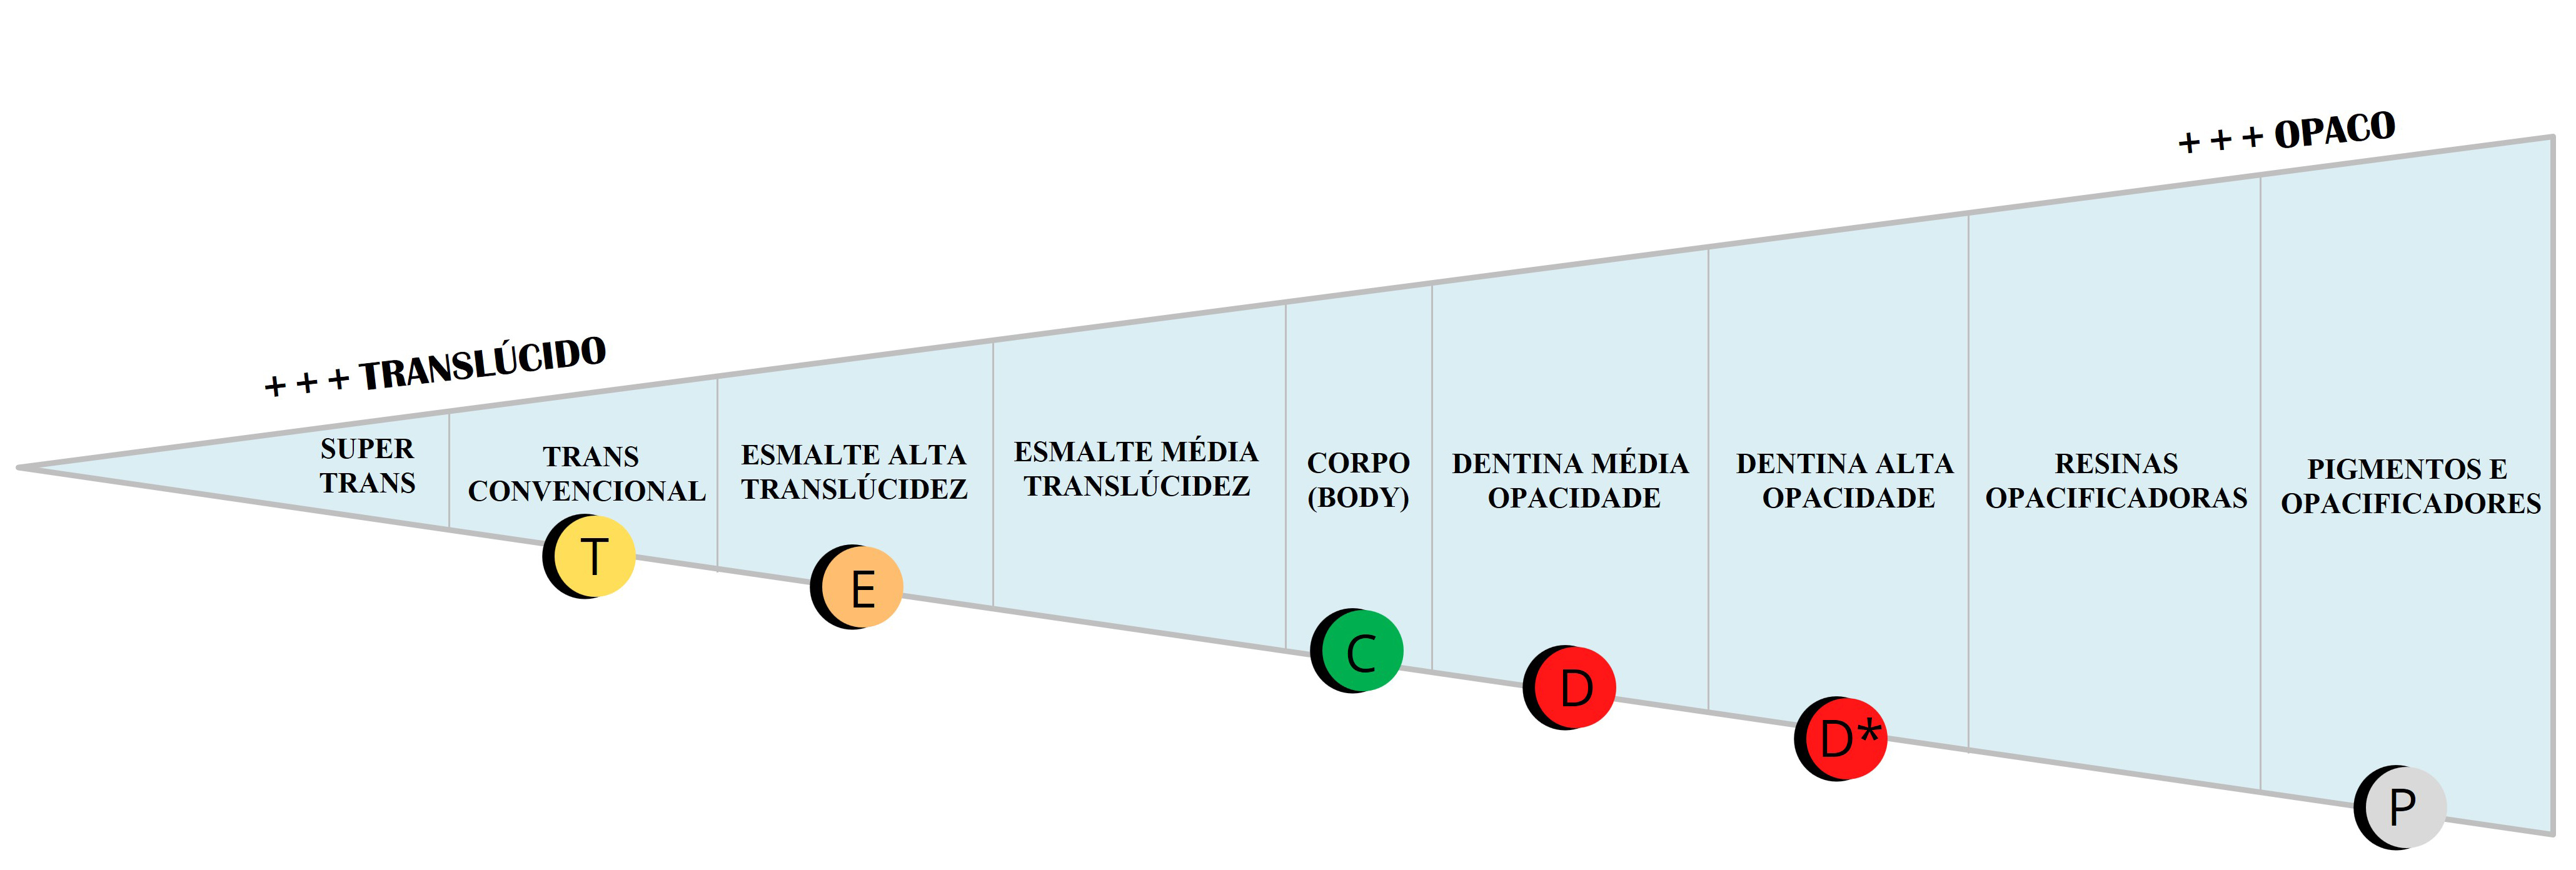 + + + OPACO
+ + + TRANSLÚCIDO
SUPER
TRANS
TRANS
CONVENCIONAL
ESMALTE ALTA
TRANSLÚCIDEZ
ESMALTE MÉDIA
TRANSLÚCIDEZ
CORPO
(BODY)
DENTINA MÉDIA
OPACIDADE
DENTINA ALTA
OPACIDADE
RESINAS
OPACIFICADORAS
PIGMENTOS E
OPACIFICADORES
T
E
C
D
D*
P